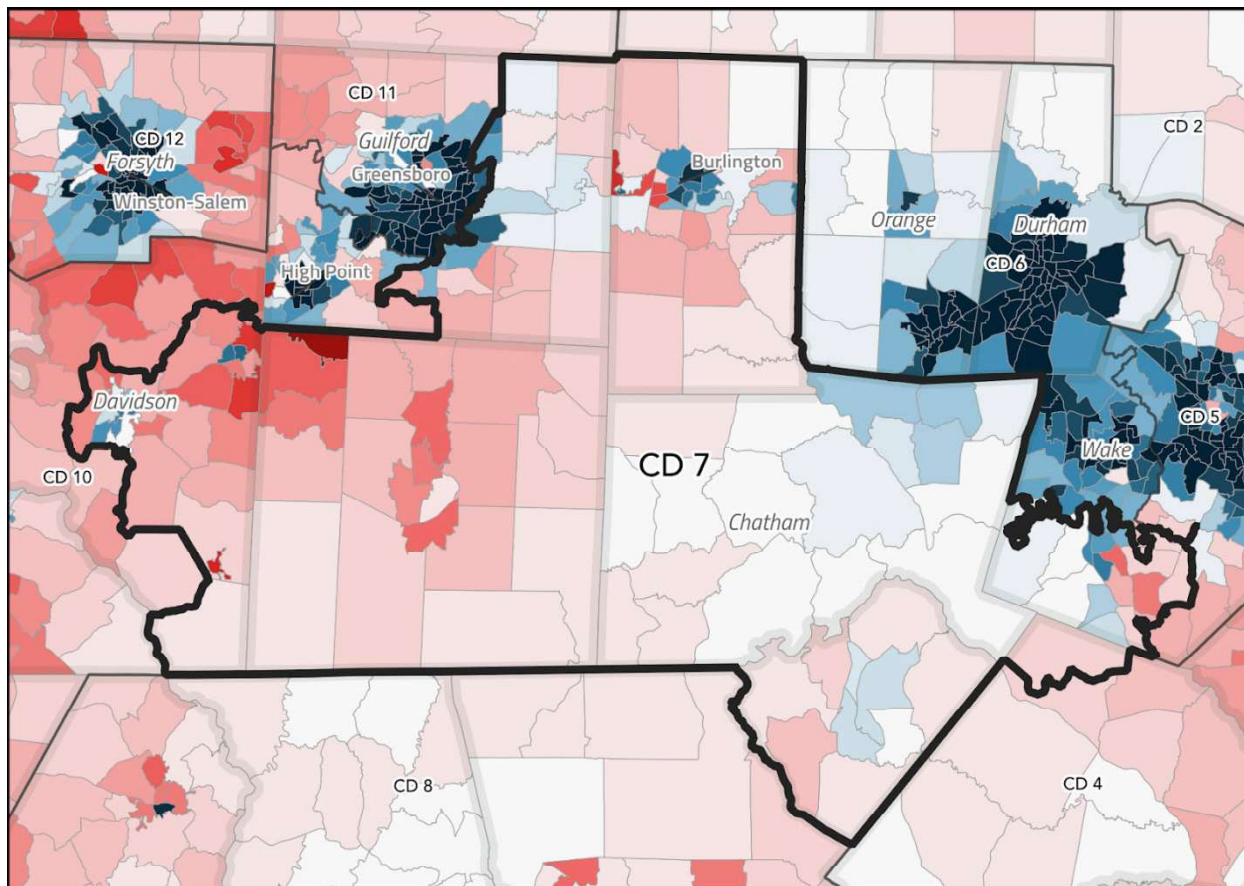 CD 11
CD 2
CD 12
Guilford
Forsyth
Greensboro
Burlington
Winston-Salem
Orange
Durham
High Point
CD 6
Davidson
CD 5
Wake
CD 7
CD 10
Chatham
CD 8
CD 4